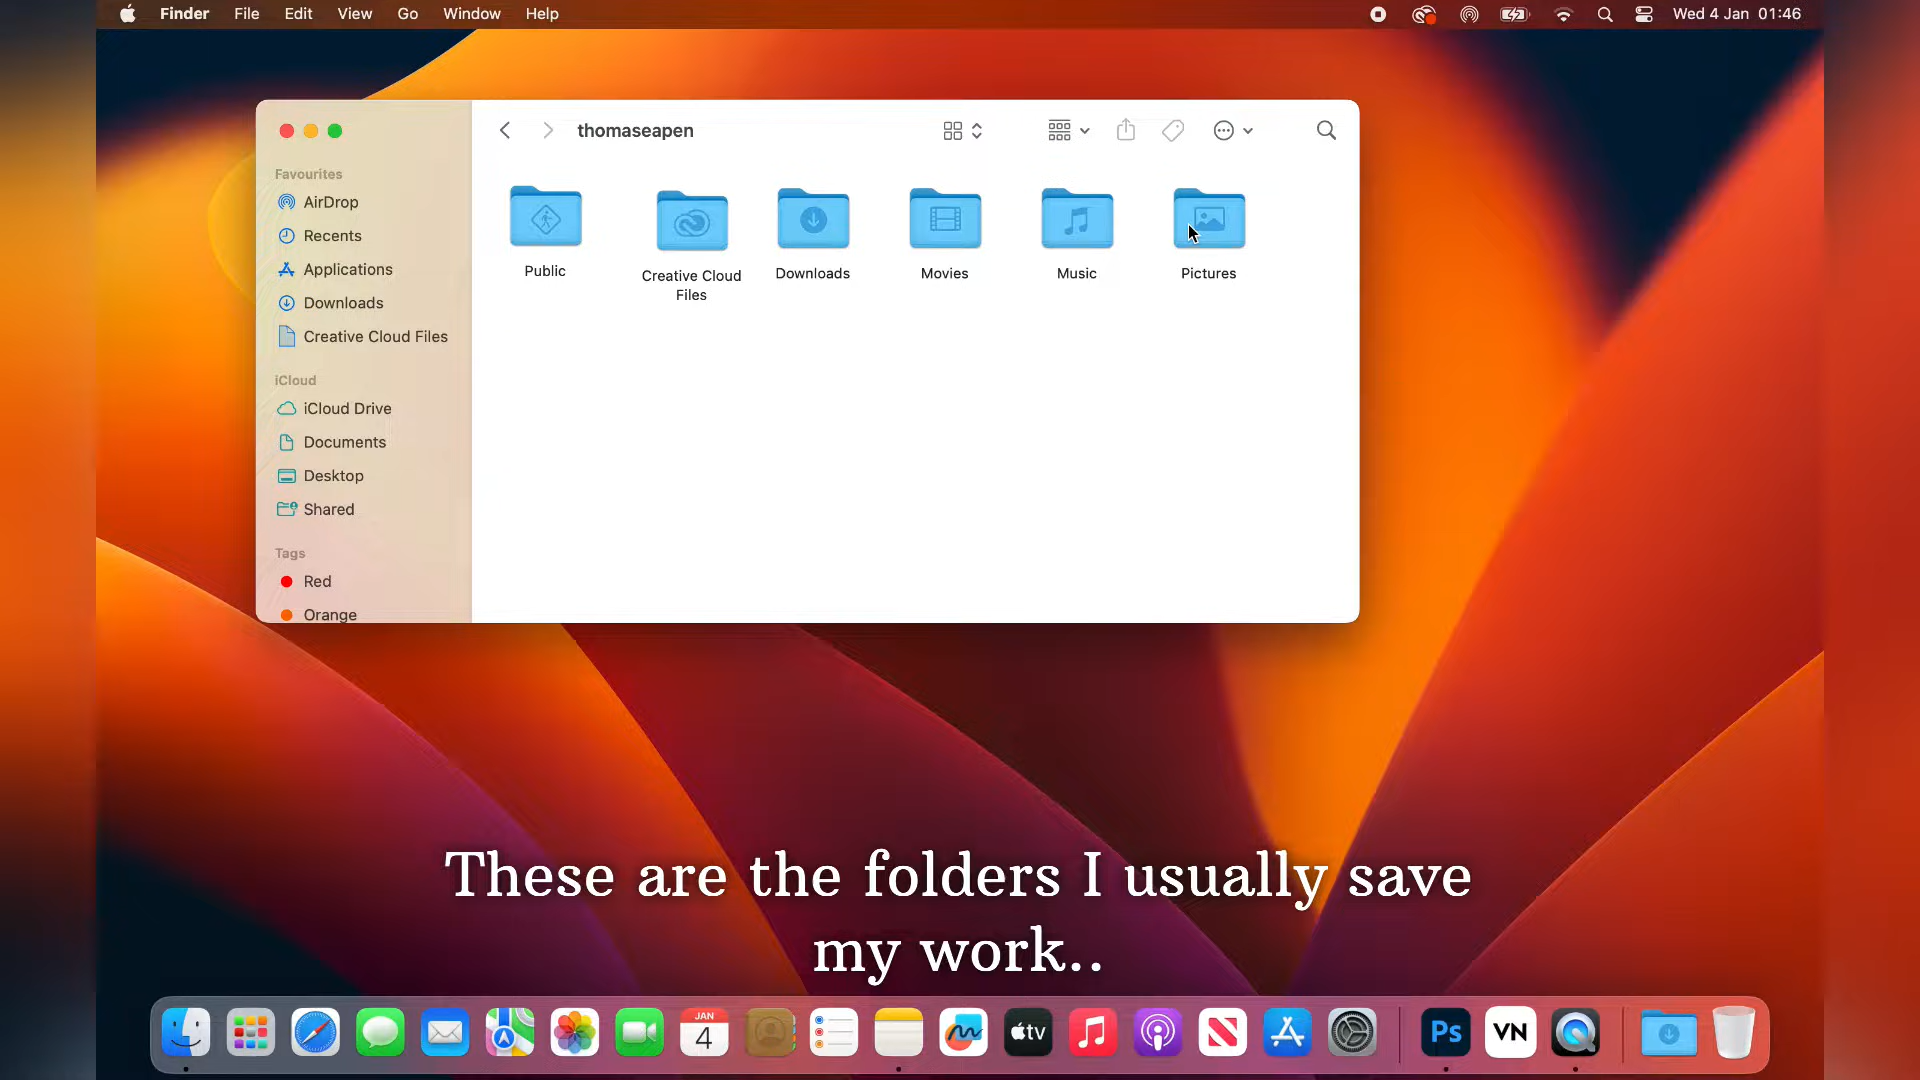 Finder File Edit View Go Window Help Wed 4 Jan 01:46
thomaseapen
Favourites
AirDrop
Recents
Applications
Downloads
Creative Cloud Files
iCloud
iCloud Drive
Documents
Desktop
Shared
Tags
Red
Orange
Public
Creative Cloud
Files
Downloads
Movies
Music
Pictures
These are the folders I usually save
my work..
JAN
4
tv
Ps
VN